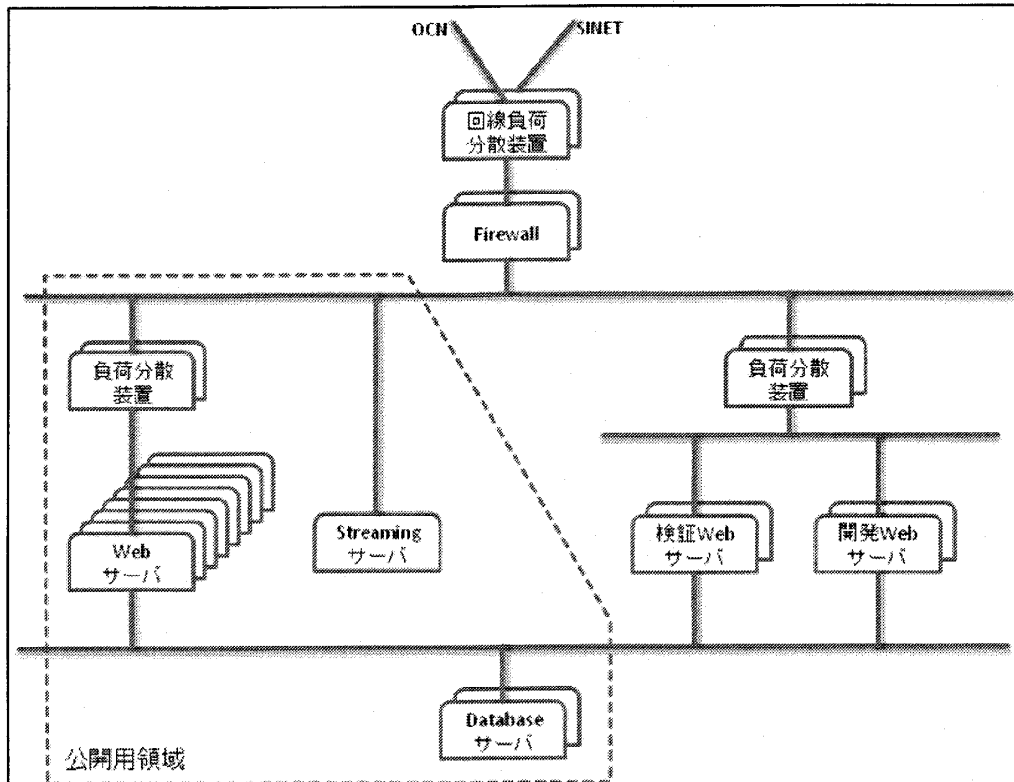 OCN
SINET
回線負荷
分散装置
Firewall
負荷分散
装置
負荷分散
装置
Web
サーバ
Streaming
サーバ
検証Web
サーバ
開発Web
サーバ
Database
サーバ
公開用領域